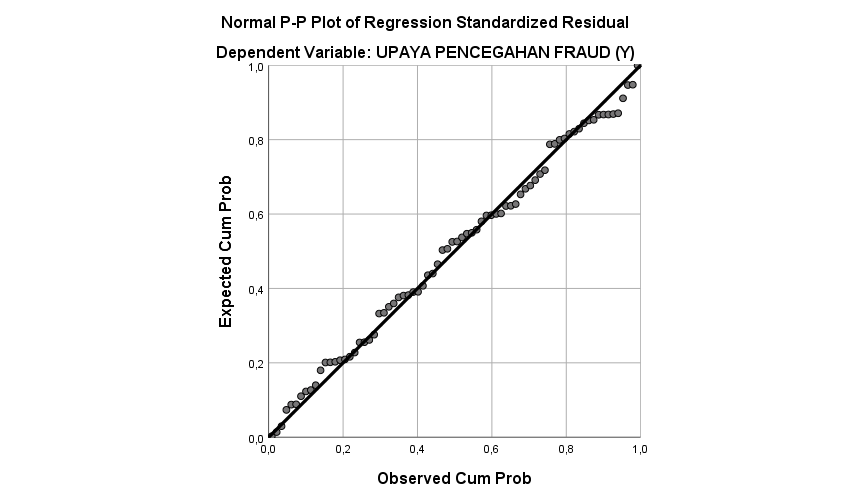 Normal P-P Plot of Regression Standardized Residual
Dependent Variable: UPAYA PENCEGAHAN FRAUD (Y)
Expected Cum Prob
1,0
0,8
0,6
0,4
0,2
0,0
0,0 0,2 0,4 0,6 0,8 1,0
Observed Cum Prob